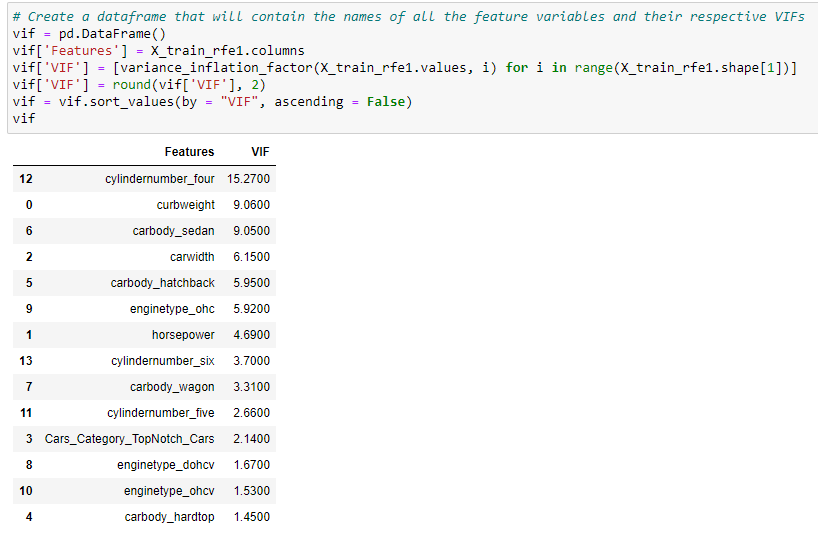 # Create a dataframe that will contain the names of all the feature variables and their respective VIFs
vif = pd.DataFrame()
vif['Features'] = X_train_rfe1.columns
vif['VIF'] = [variance_inflation_factor(X_train_rfe1.values, i) for i in range(X_train_rfe1.shape[1])]
vif['VIF'] = round(vif['VIF'], 2)
vif = vif.sort_values(by = "VIF", ascending = False)
vif
Features VIF
12 cylindernumber_four 15.2700
0 curbweight 9.0600
6 carbody_sedan 9.0500
2 carwidth 6.1500
5 carbody_hatchback 5.9500
9 enginetype_ohc 5.9200
1 horsepower 4.6900
13 cylindernumber_six 3.7000
7 carbody_wagon 3.3100
11 cylindernumber_five 2.6600
3 Cars_Category_TopNotch_Cars 2.1400
8 enginetype_dohcv 1.6700
10 enginetype_ohcv 1.5300
4 carbody_hardtop 1.4500